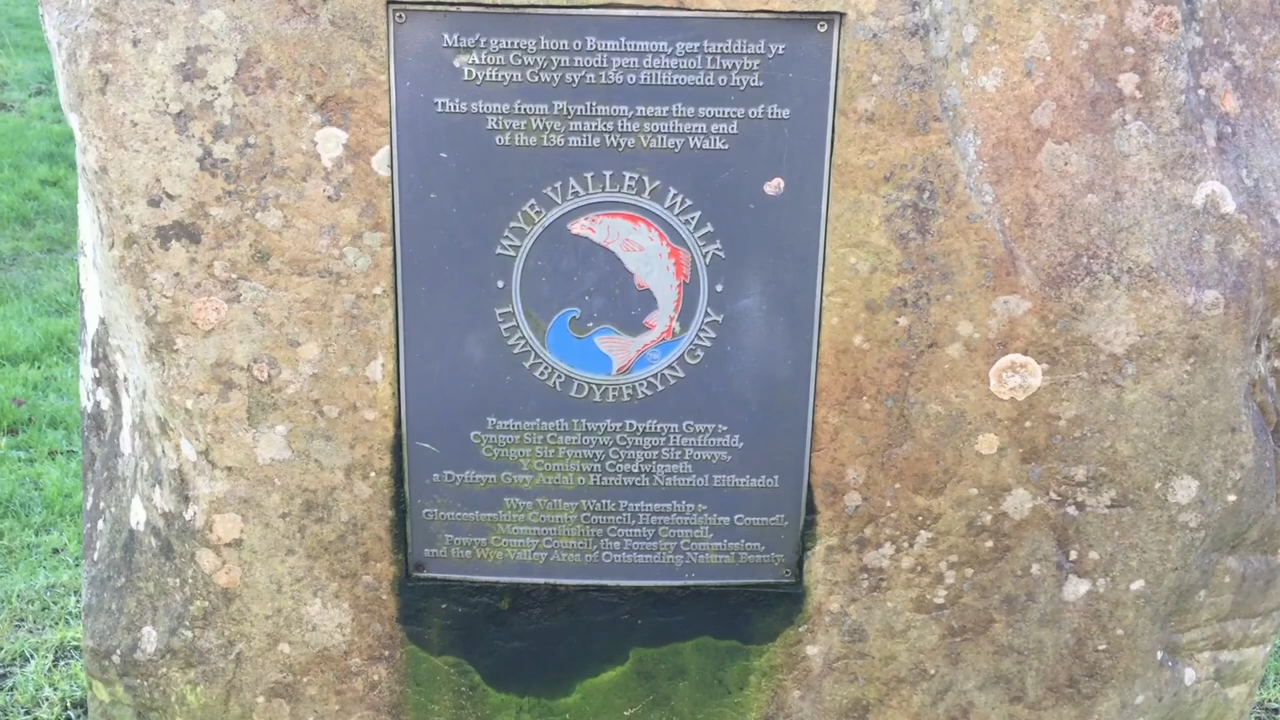 Mae'r garreg hon o Bumlumon, ger tarddiad yr
Afon Gwy, yn nodi pen deheuol Llwybr
Dyffryn Gwy sy'n 136 o filltiroedd o hyd.
This stone from Plynlimon, near the source of the
River Wye, marks the southern end
of the 136 mile Wye Valley Walk.
WYE VALLEY WALK
LLWYBR DYFFRYN GWY
Partneriaeth Llwybr Dyffryn Gwy :-
Cyngor Sir Caerloyw, Cyngor Henffordd,
Cyngor Sir Fynwy, Cyngor Sir Powys,
Y Comisiwn Coedwigaeth
a Dyffryn Gwy Ardal o Hardwch Naturiol Eithriadol
Wye Valley Walk Partnership :-
Gloucestershire County Council, Herefordshire Council,
Monmouthshire County Council,
Powys County Council, the Forestry Commission,
and the Wye Valley Area of Outstanding Natural Beauty.